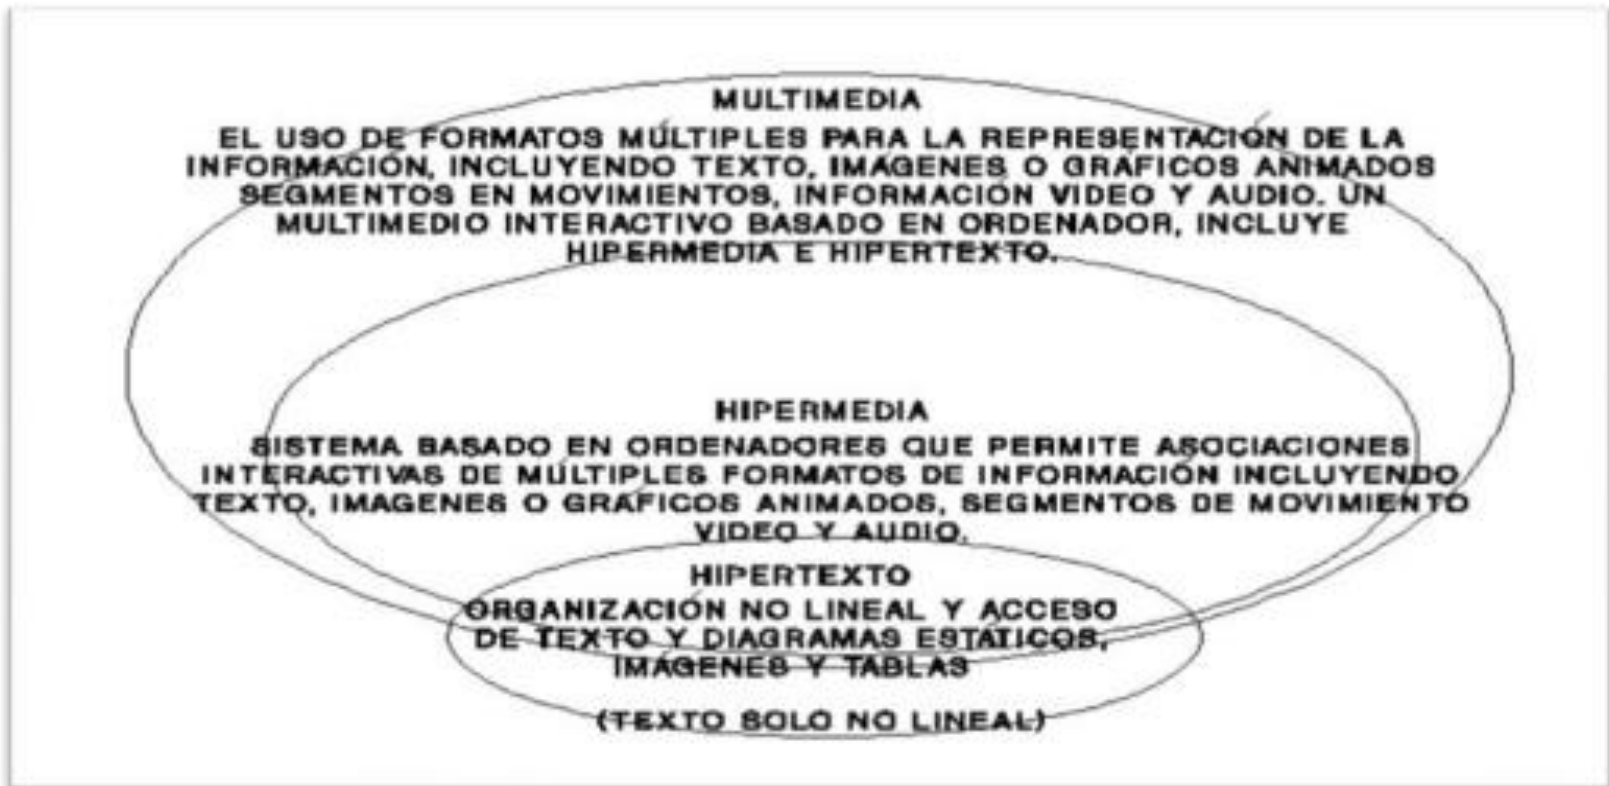 MULTIMEDIA
EL USO DE FORMATOS MÚLTIPLES PARA LA REPRESENTACIÓN DE LA
INFORMACIÓN, INCLUYENDO TEXTO, IMAGENES O GRÁFICOS ANIMADOS
SEGMENTOS EN MOVIMIENTOS, INFORMACIÓN VIDEO Y AUDIO. UN
MULTIMEDIO INTERACTIVO BASADO EN ORDENADOR, INCLUYE
HIPERMEDIA E HIPERTEXTO.
HIPERMEDIA
SISTEMA BASADO EN ORDENADORES QUE PERMITE ASOCIACIONES
INTERACTIVAS DE MÚLTIPLES FORMATOS DE INFORMACIÓN INCLUYENDO
TEXTO, IMAGENES O GRÁFICOS ANIMADOS, SEGMENTOS DE MOVIMIENTO
VIDEO Y AUDIO.
HIPERTEXTO
ORGANIZACIÓN NO LINEAL Y ACCESO
DE TEXTO Y DIAGRAMAS ESTÁTICOS,
IMÁGENES Y TABLAS
(TEXTO SOLO NO LINEAL)